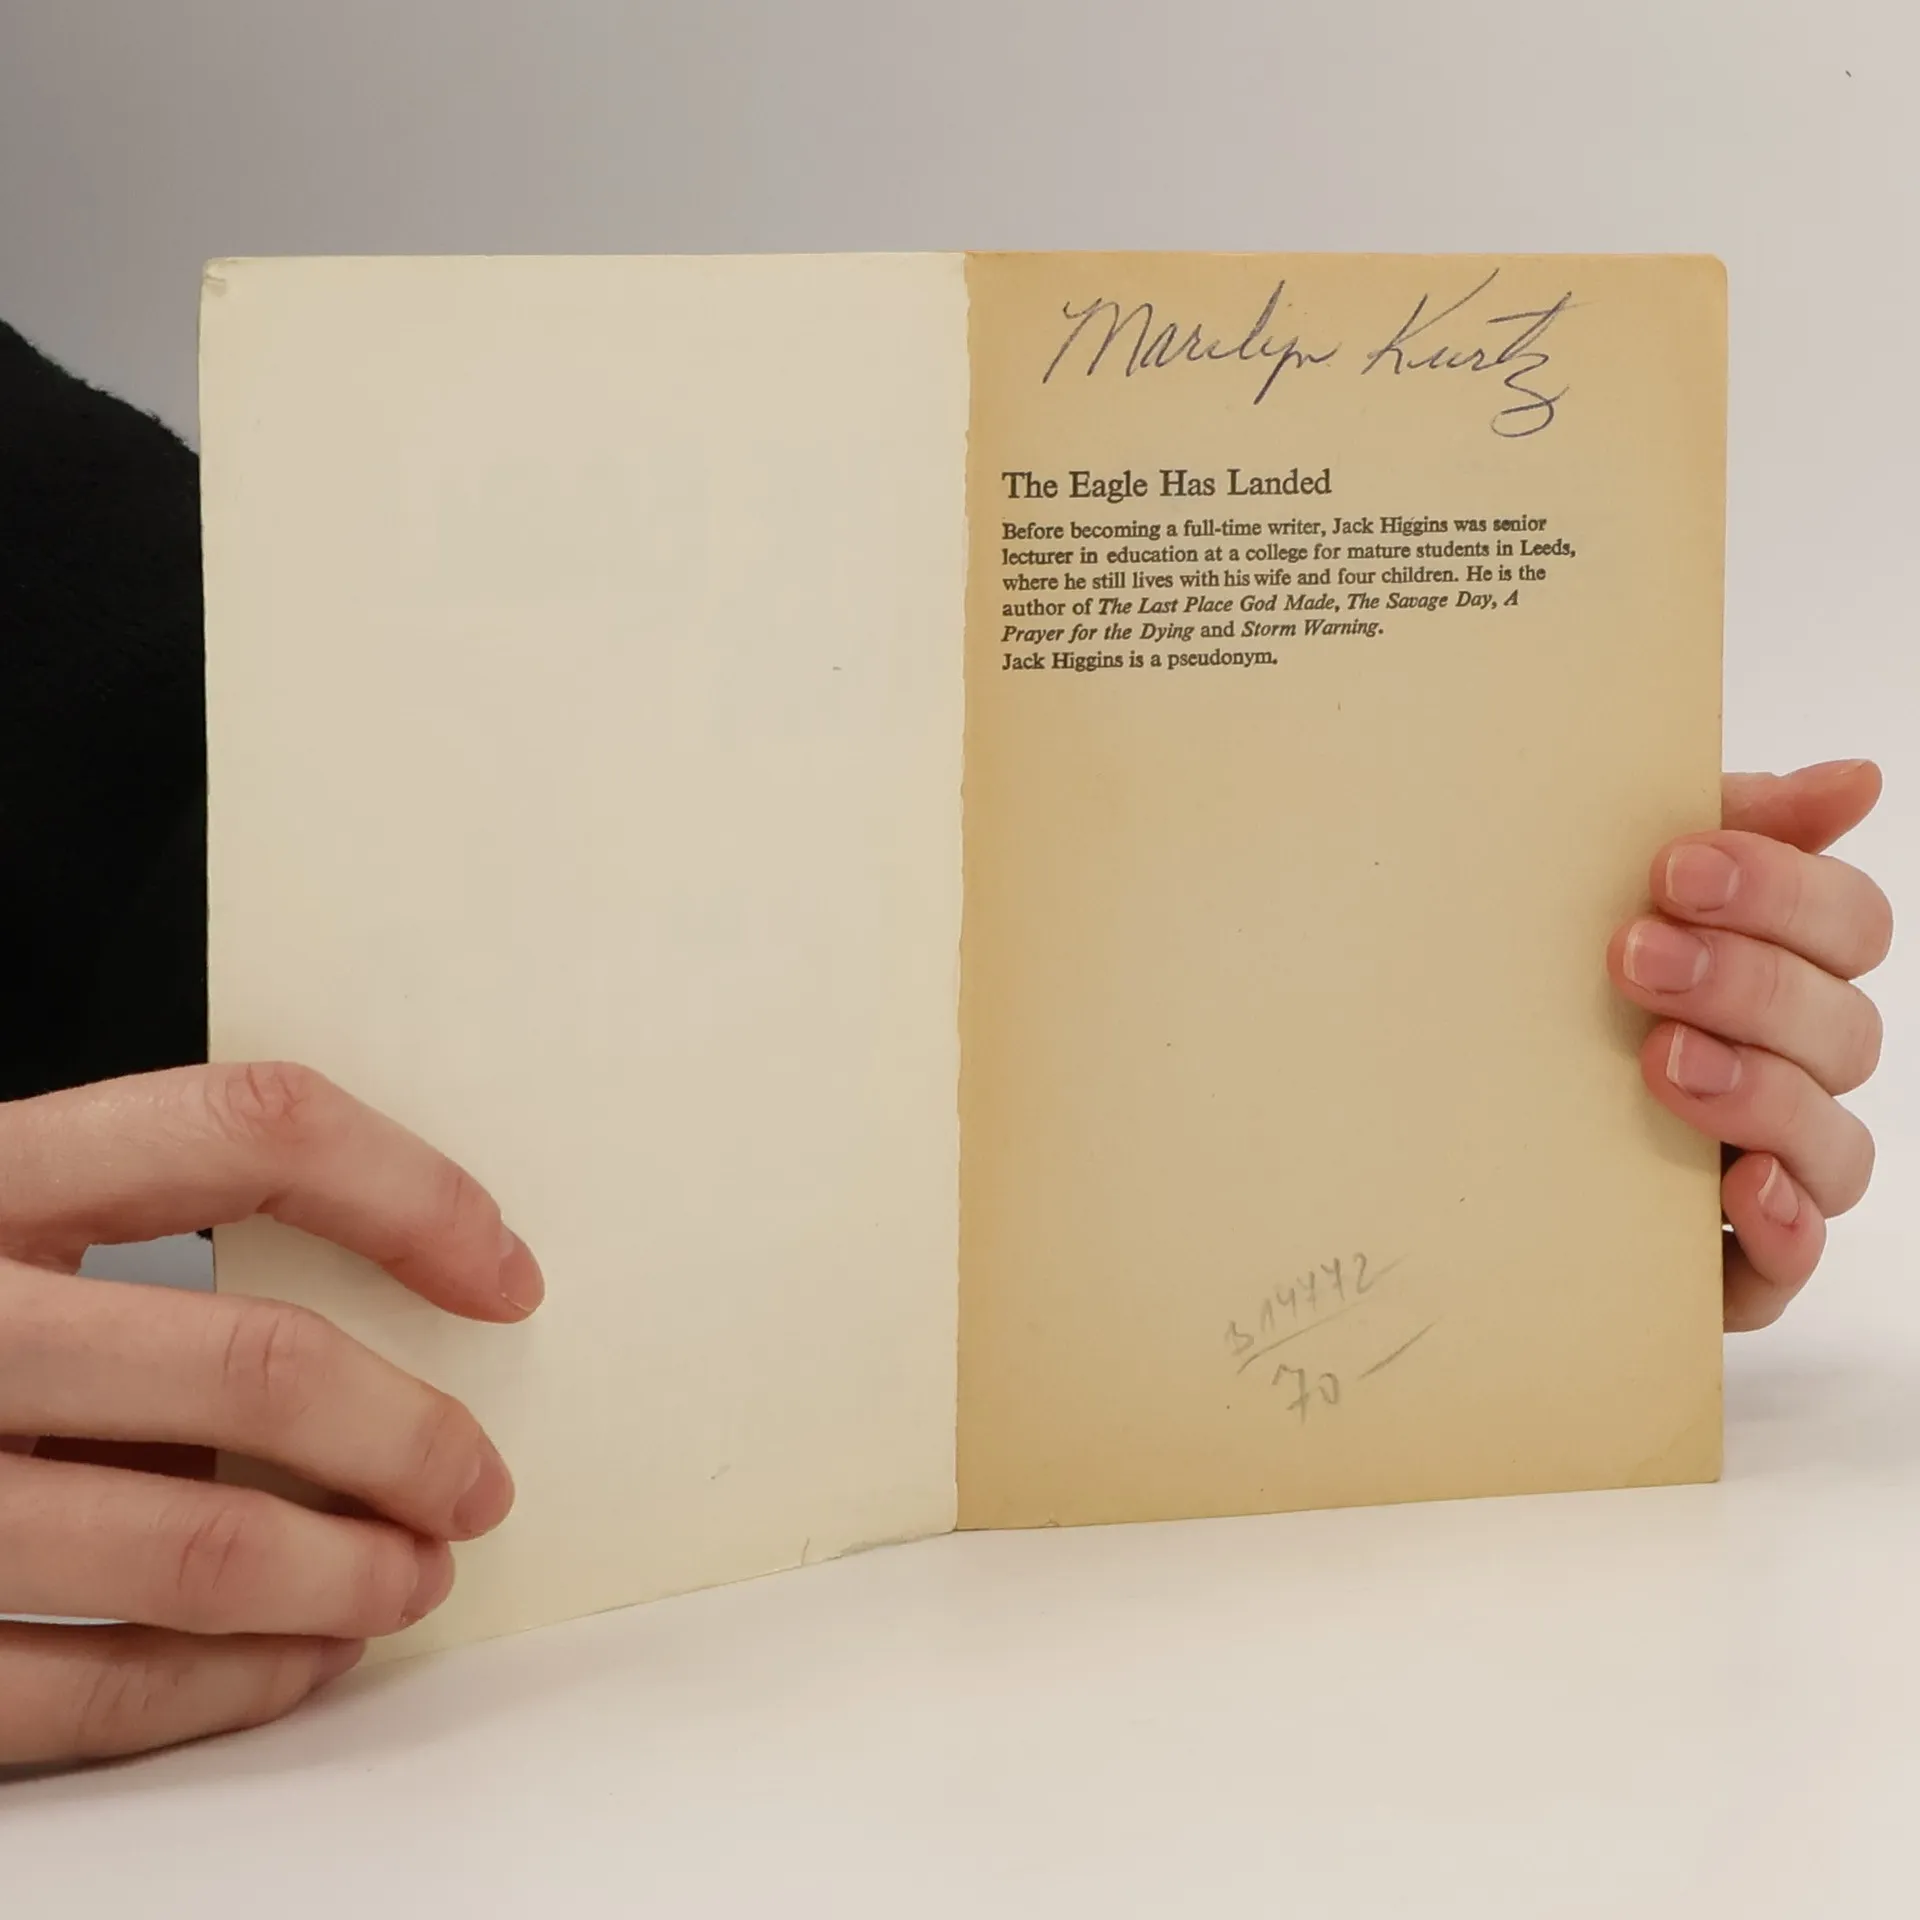 Marilyn Kurtz
The Eagle Has Landed
Before becoming a full-time writer, Jack Higgins was senior
lecturer in education at a college for mature students in Leeds,
where he still lives with his wife and four children. He is the
author of The Last Place God Made, The Savage Day, A
Prayer for the Dying and Storm Warning.
Jack Higgins is a pseudonym.
B 14772
70 —